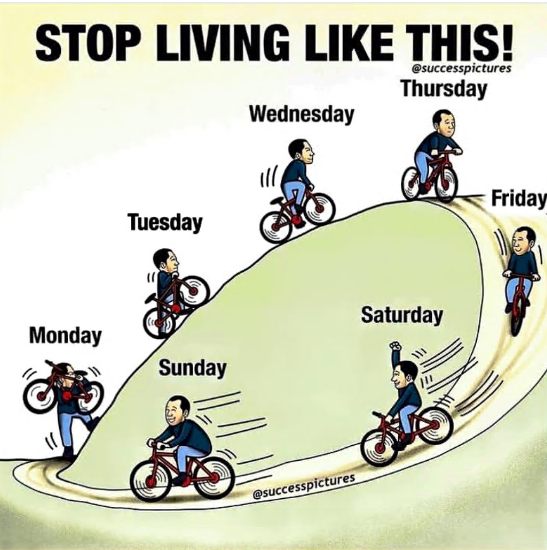 STOP LIVING LIKE THIS!
@successpictures
Thursday
Wednesday
Friday
Tuesday
Saturday
Monday
Sunday
@successpictures